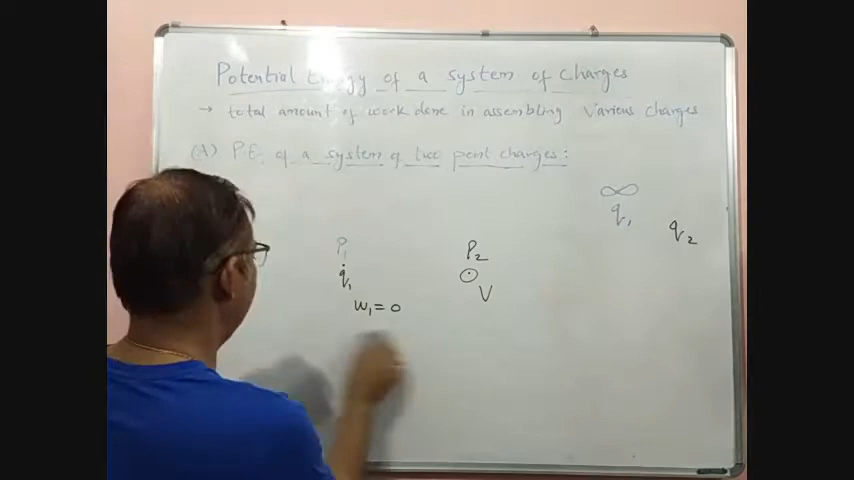 Potential Energy of a system of charges
→ total amount of work done in assembling various charges
(A) P.E. of a system of two point charges:
∞
q₁ q₂
P₁ P₂
q₁
V
w₁ = 0